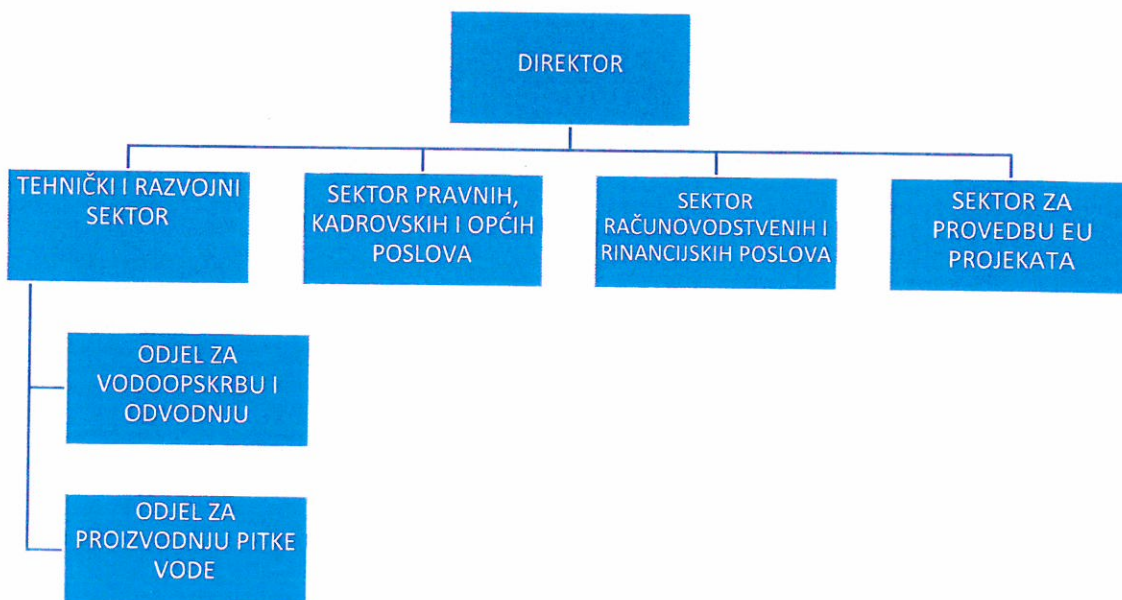 DIREKTOR
TEHNIČKI I RAZVOJNI
SEKTOR
SEKTOR PRAVNIH,
KADROVSKIH I OPĆIH
POSLOVA
SEKTOR
RAČUNOVODSTVENIH I
RINANCIJSKIH POSLOVA
SEKTOR ZA
PROVEDBU EU
PROJEKATA
ODJEL ZA
VODOOPSKRBU I
ODVODNJU
ODJEL ZA
PROIZVODNJU PITKE
VODE